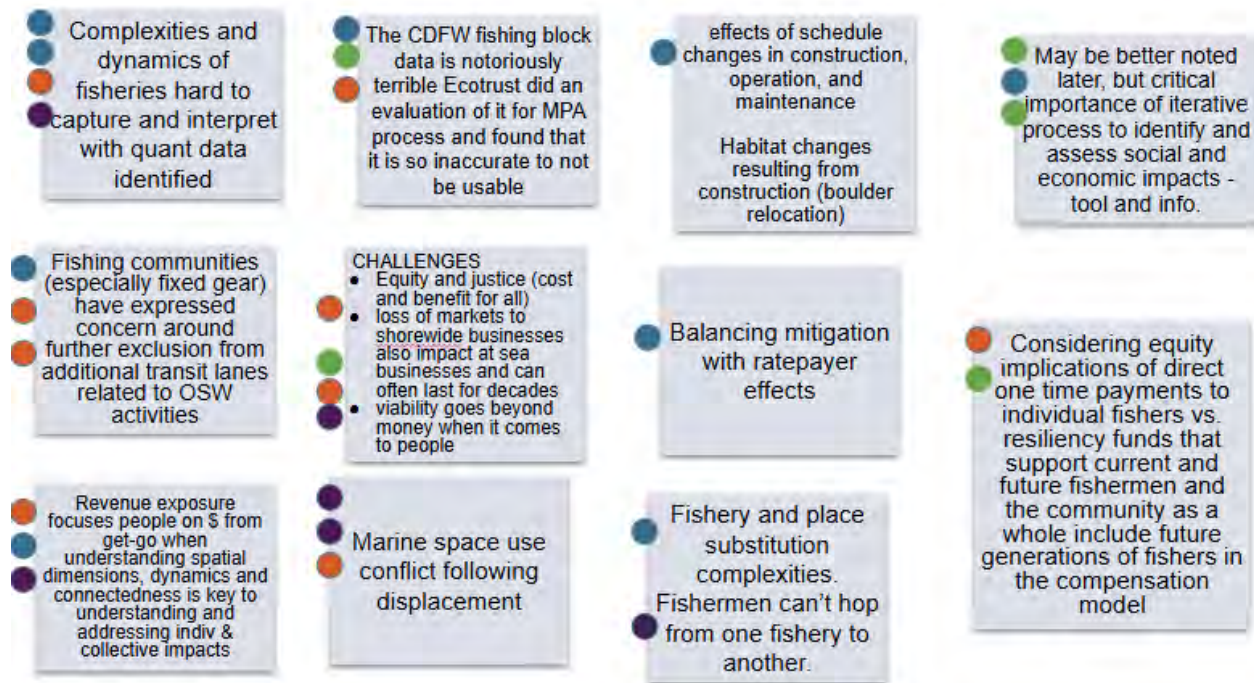 Complexities and
dynamics of
fisheries hard to
capture and interpret
with quant data
identified
The CDFW fishing block
data is notoriously
terrible Ecotrust did an
evaluation of it for MPA
process and found that
it is so inaccurate to not
be usable
effects of schedule
changes in construction,
operation, and
maintenance
Habitat changes
resulting from
construction (boulder
relocation)
May be better noted
later, but critical
importance of iterative
process to identify and
assess social and
economic impacts -
tool and info.
Fishing communities
(especially fixed gear)
have expressed
concern around
further exclusion from
additional transit lanes
related to OSW
activities
CHALLENGES
• Equity and justice (cost
and benefit for all)
• loss of markets to
shorewide businesses
also impact at sea
businesses and can
often last for decades
• viability goes beyond
money when it comes
to people
Balancing mitigation
with ratepayer
effects
Considering equity
implications of direct
one time payments to
individual fishers vs.
resiliency funds that
support current and
future fishermen and
the community as a
whole include future
generations of fishers in
the compensation
model
Revenue exposure
focuses people on $ from
get-go when
understanding spatial
dimensions, dynamics and
connectedness is key to
understanding and
addressing indiv &
collective impacts
Marine space use
conflict following
displacement
Fishery and place
substitution
complexities.
Fishermen can't hop
from one fishery to
another.